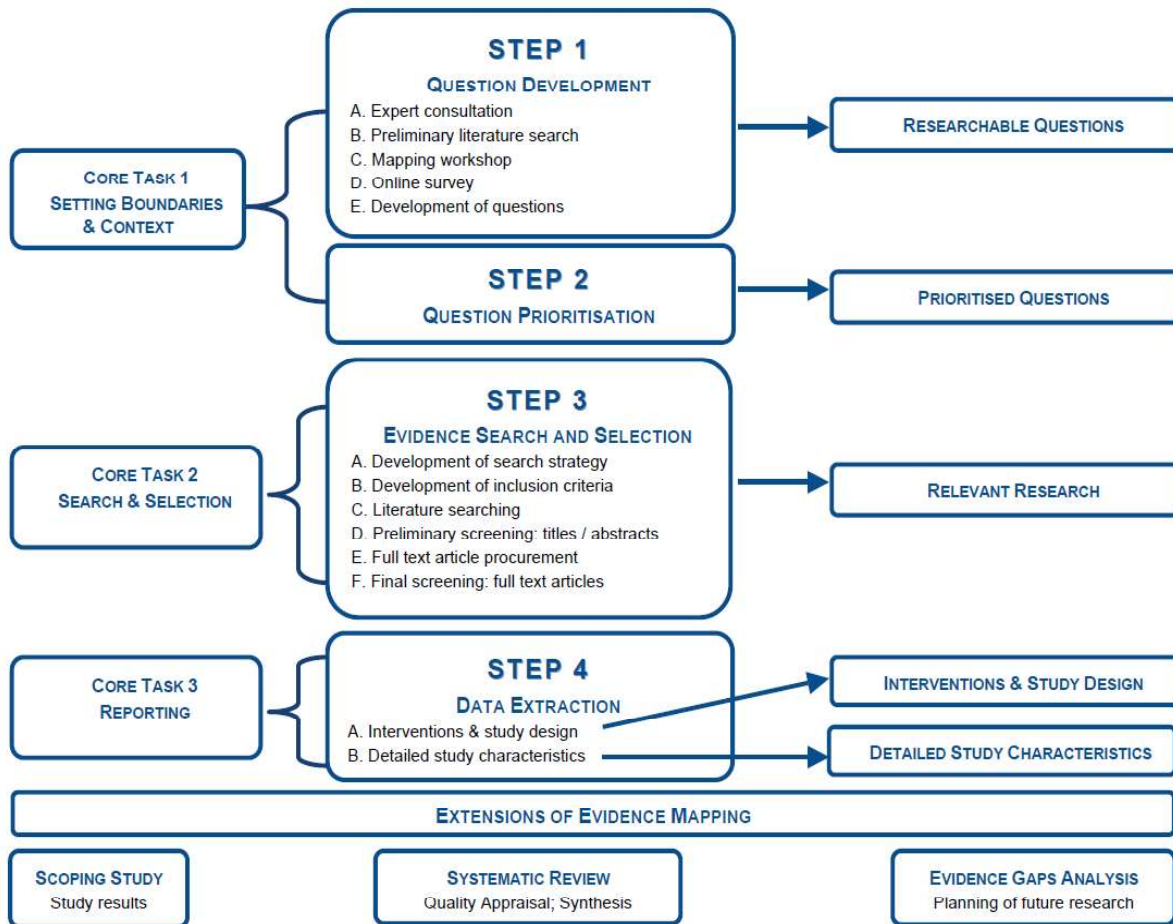 STEP 1
QUESTION DEVELOPMENT
A. Expert consultation
B. Preliminary literature search
C. Mapping workshop
D. Online survey
E. Development of questions
RESEARCHABLE QUESTIONS
CORE TASK 1
SETTING BOUNDARIES
& CONTEXT
STEP 2
QUESTION PRIORITISATION
PRIORITISED QUESTIONS
STEP 3
EVIDENCE SEARCH AND SELECTION
A. Development of search strategy
B. Development of inclusion criteria
C. Literature searching
D. Preliminary screening: titles / abstracts
E. Full text article procurement
F. Final screening: full text articles
CORE TASK 2
SEARCH & SELECTION
RELEVANT RESEARCH
STEP 4
DATA EXTRACTION
A. Interventions & study design
B. Detailed study characteristics
CORE TASK 3
REPORTING
INTERVENTIONS & STUDY DESIGN
DETAILED STUDY CHARACTERISTICS
EXTENSIONS OF EVIDENCE MAPPING
SCOPING STUDY
Study results
SYSTEMATIC REVIEW
Quality Appraisal; Synthesis
EVIDENCE GAPS ANALYSIS
Planning of future research